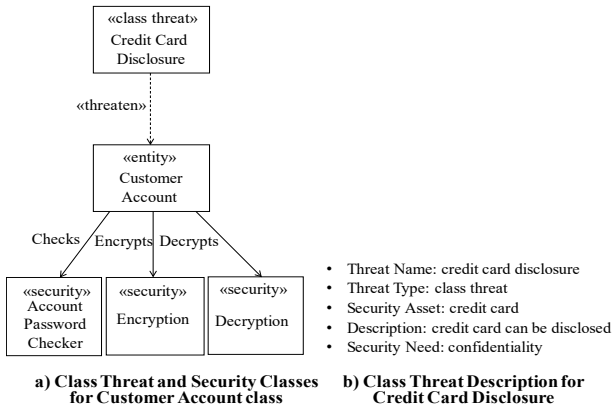 «class threat»
Credit Card
Disclosure
«threaten»
«entity»
Customer
Account
Checks Encrypts Decrypts
«security»
Account
Password
Checker
«security»
Encryption
«security»
Decryption
• Threat Name: credit card disclosure
• Threat Type: class threat
• Security Asset: credit card
• Description: credit card can be disclosed
• Security Need: confidentiality
a) Class Threat and Security Classes
for Customer Account class
b) Class Threat Description for
Credit Card Disclosure